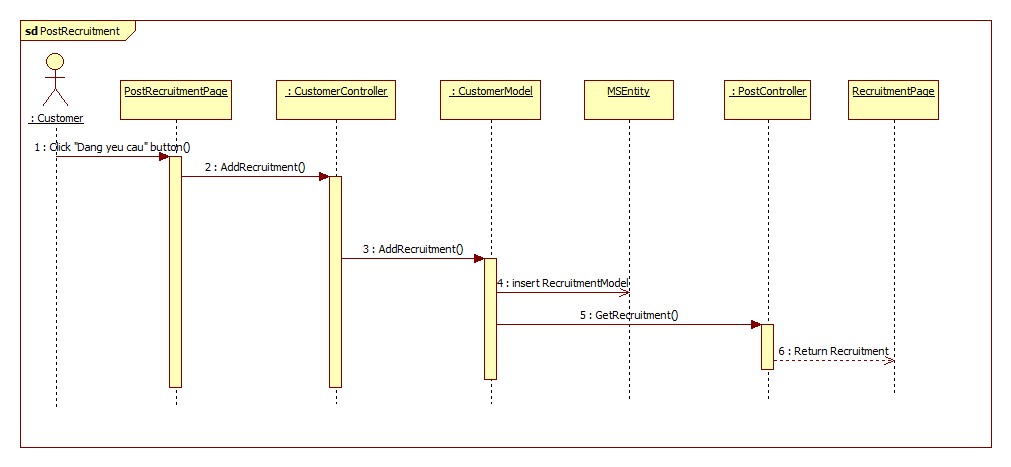 sd PostRecruitment
: Customer
PostRecruitmentPage
: CustomerController
: CustomerModel
MSEntity
: PostController
RecruitmentPage
1 : Click "Dang yeu cau" button()
2 : AddRecruitment()
3 : AddRecruitment()
4 : insert RecruitmentModel
5 : GetRecruitment()
6 : Return Recruitment